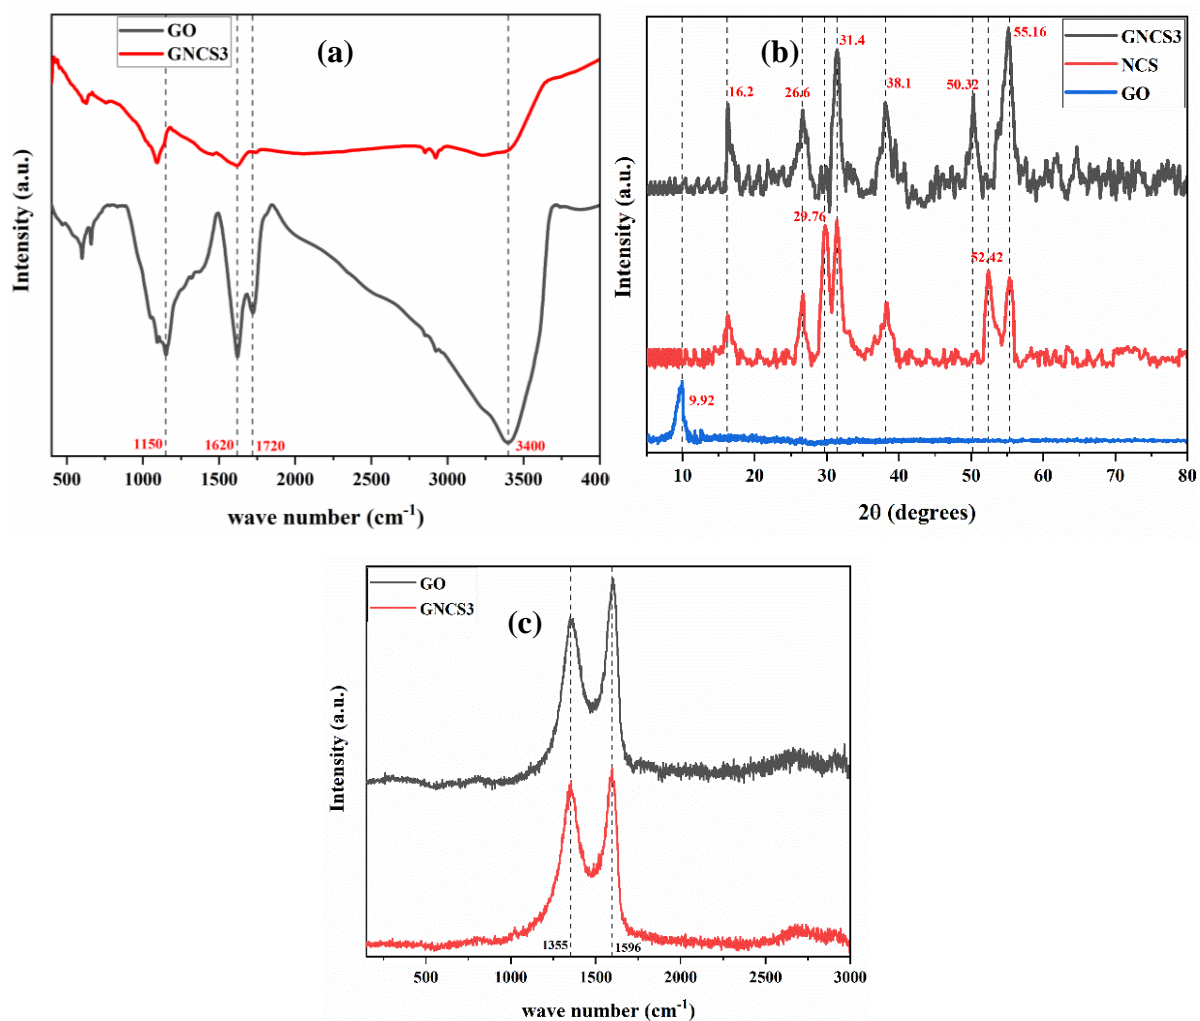 GO
GNCS3
(a)
Intensity (a.u.)
1150
1620
1720
3400
500
1000
1500
2000
2500
3000
3500
400
wave number (cm-1)
GNCS3
NCS
GO
(b)
16.2
26.6
31.4
38.1
50.32
55.16
29.76
52.42
9.92
Intensity (a.u.)
10
20
30
40
50
60
70
80
2θ (degrees)
GO
GNCS3
(c)
Intensity (a.u.)
1355
1596
500
1000
1500
2000
2500
3000
wave number (cm-1)